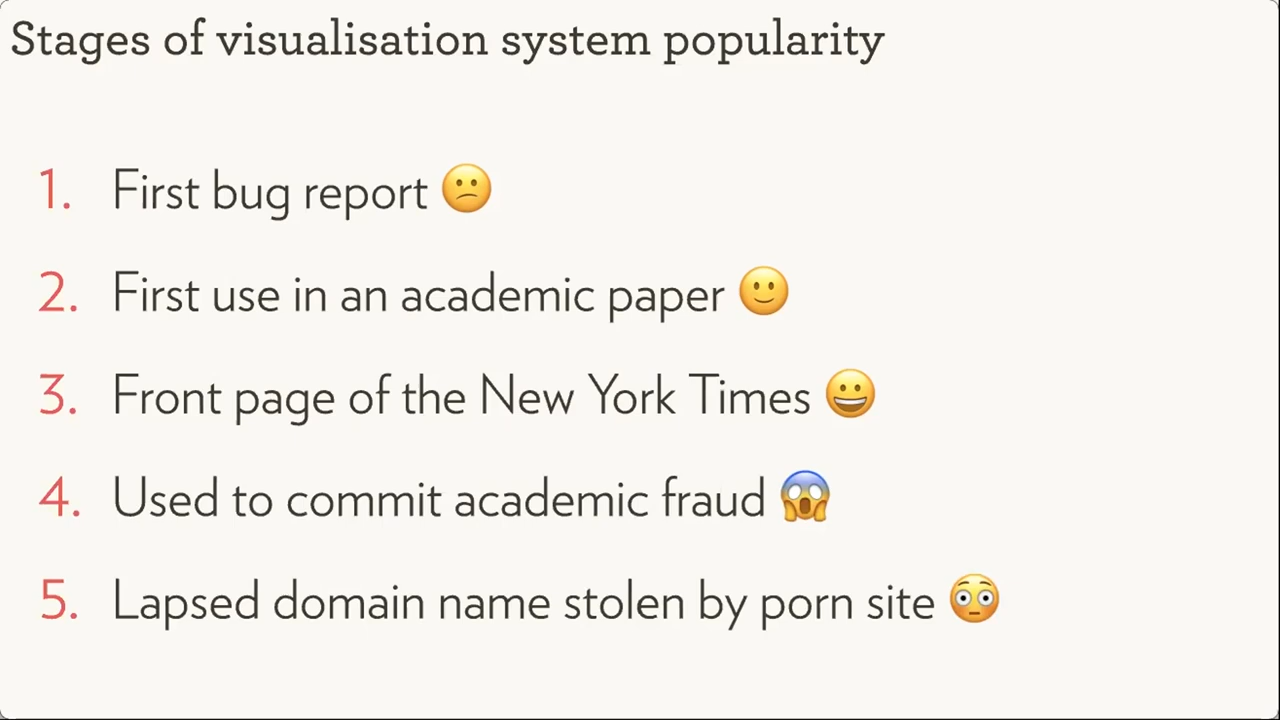 Stages of visualisation system popularity
1. First bug report 😕
2. First use in an academic paper 🙂
3. Front page of the New York Times 😀
4. Used to commit academic fraud 😱
5. Lapsed domain name stolen by porn site 😳